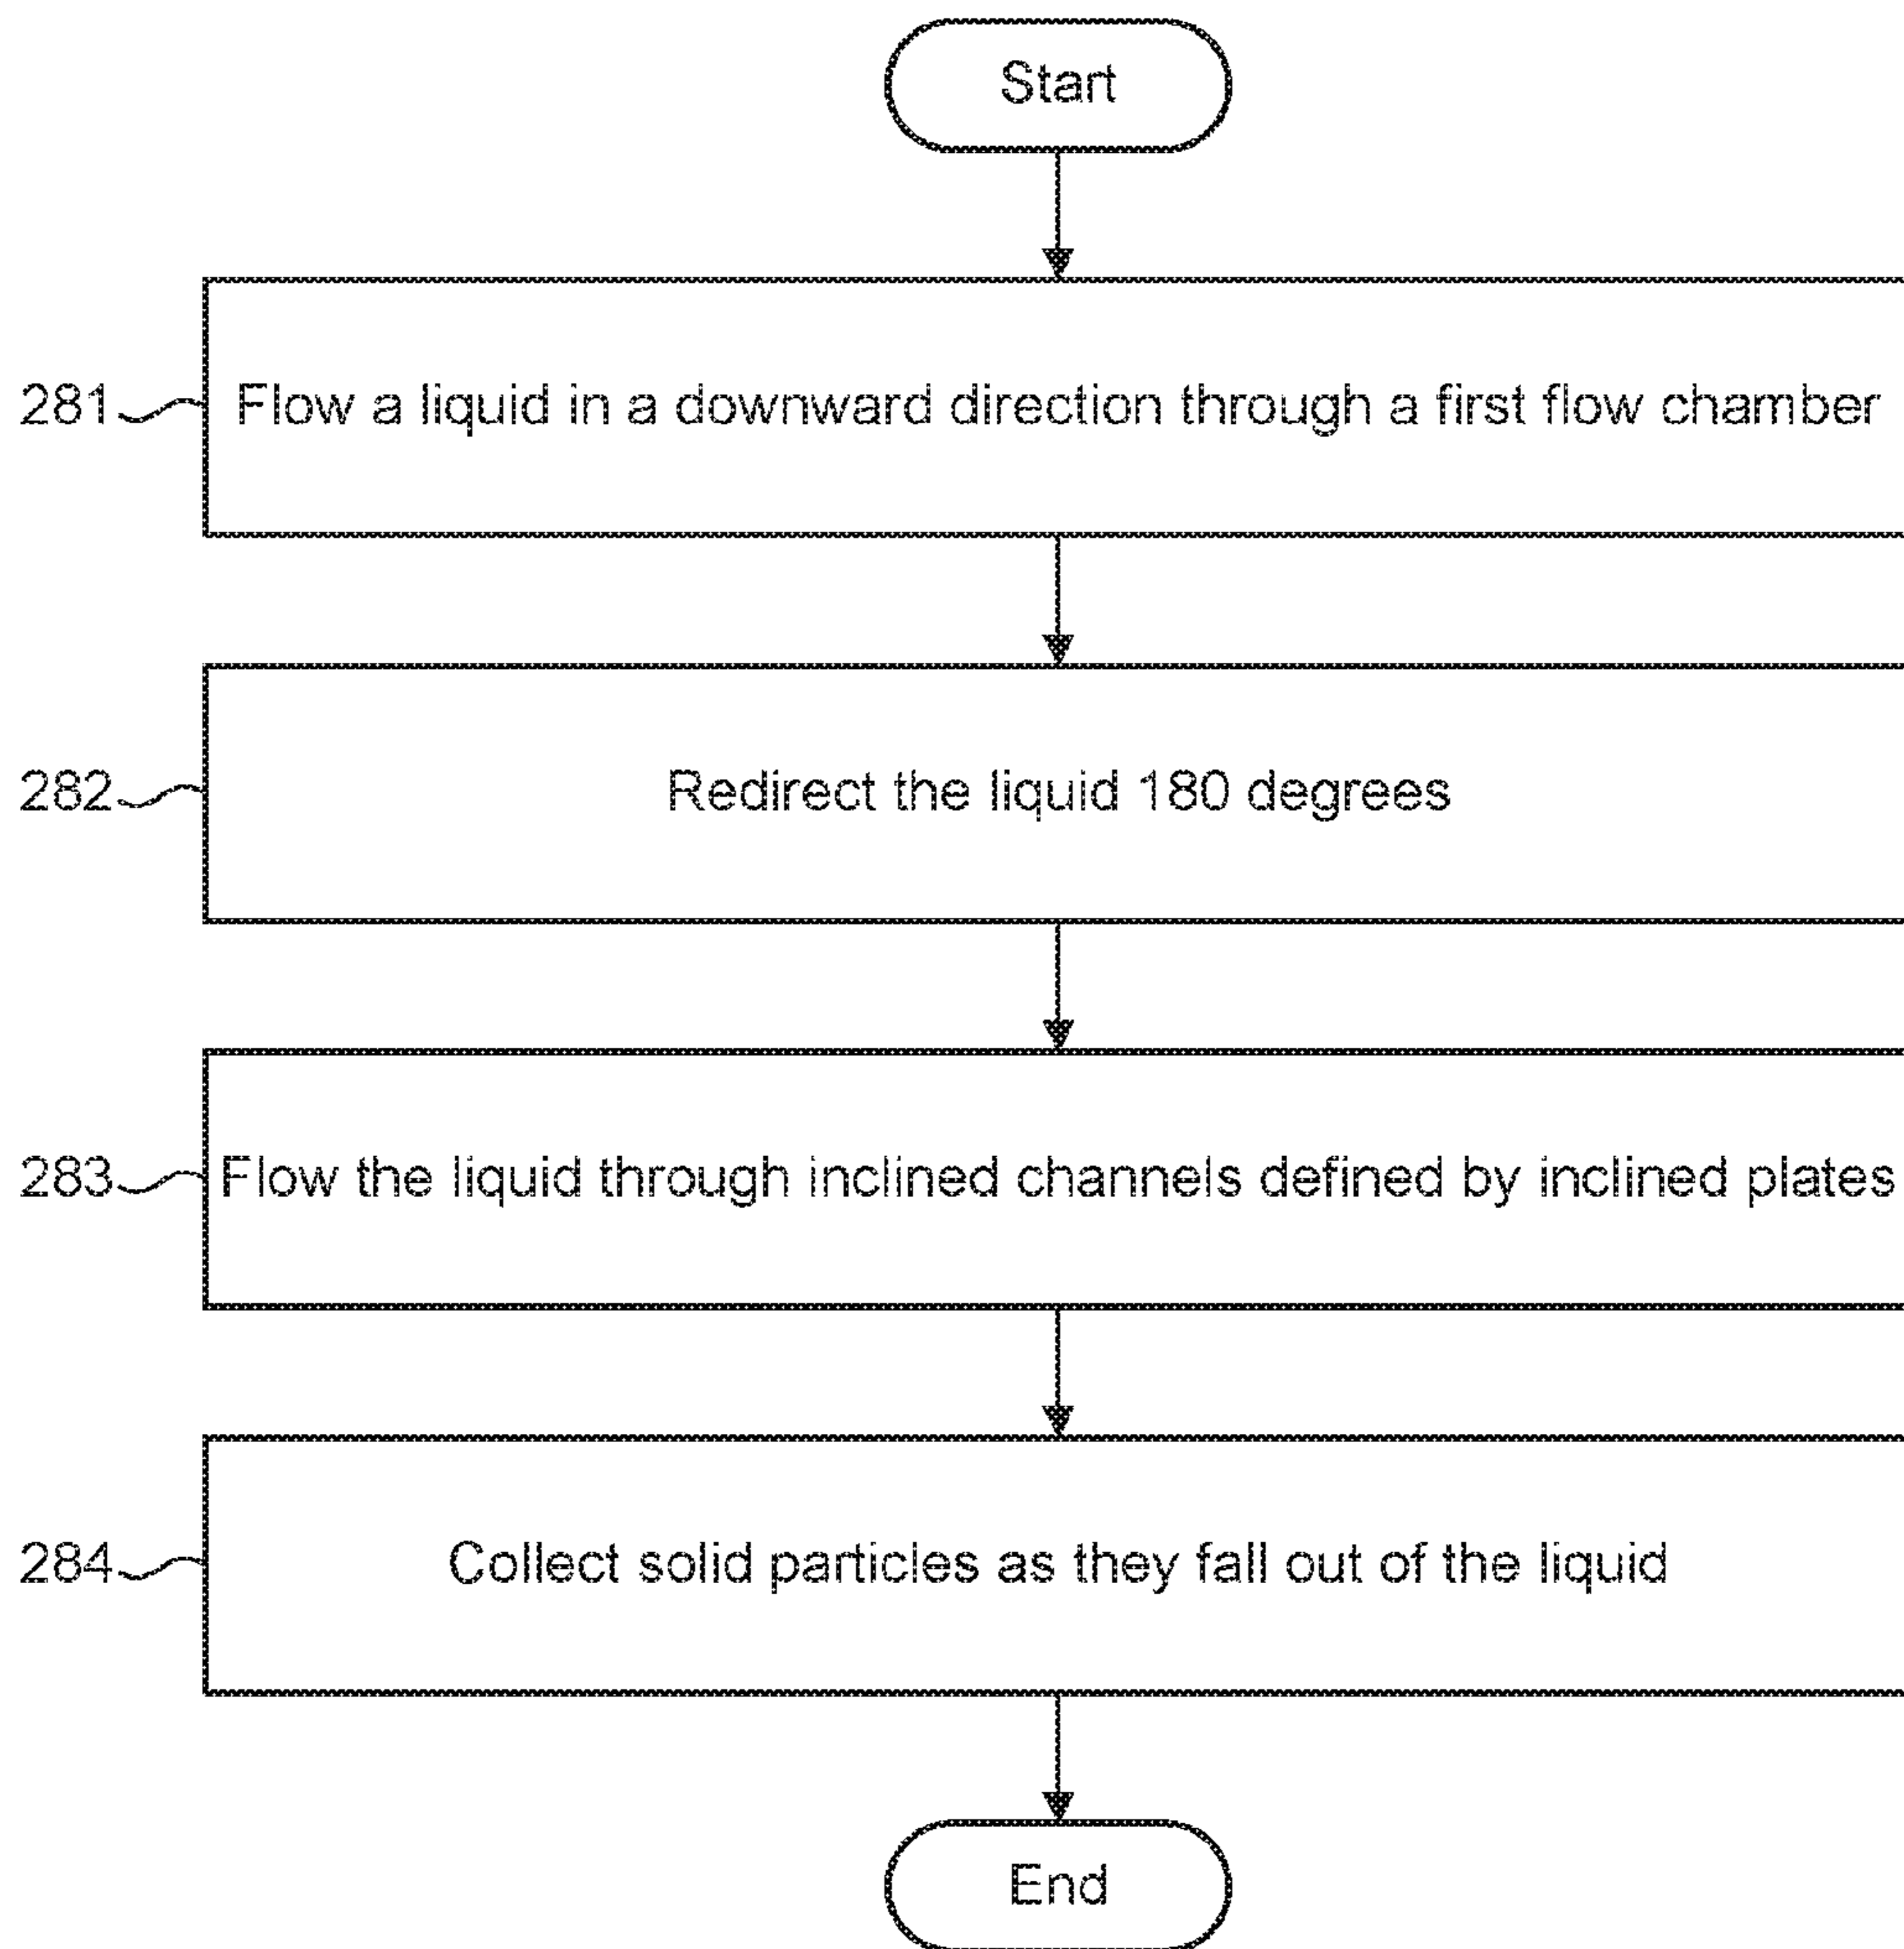 Start
281
Flow a liquid in a downward direction through a first flow chamber
282
Redirect the liquid 180 degrees
283
Flow the liquid through inclined channels defined by inclined plates
284
Collect solid particles as they fall out of the liquid
End